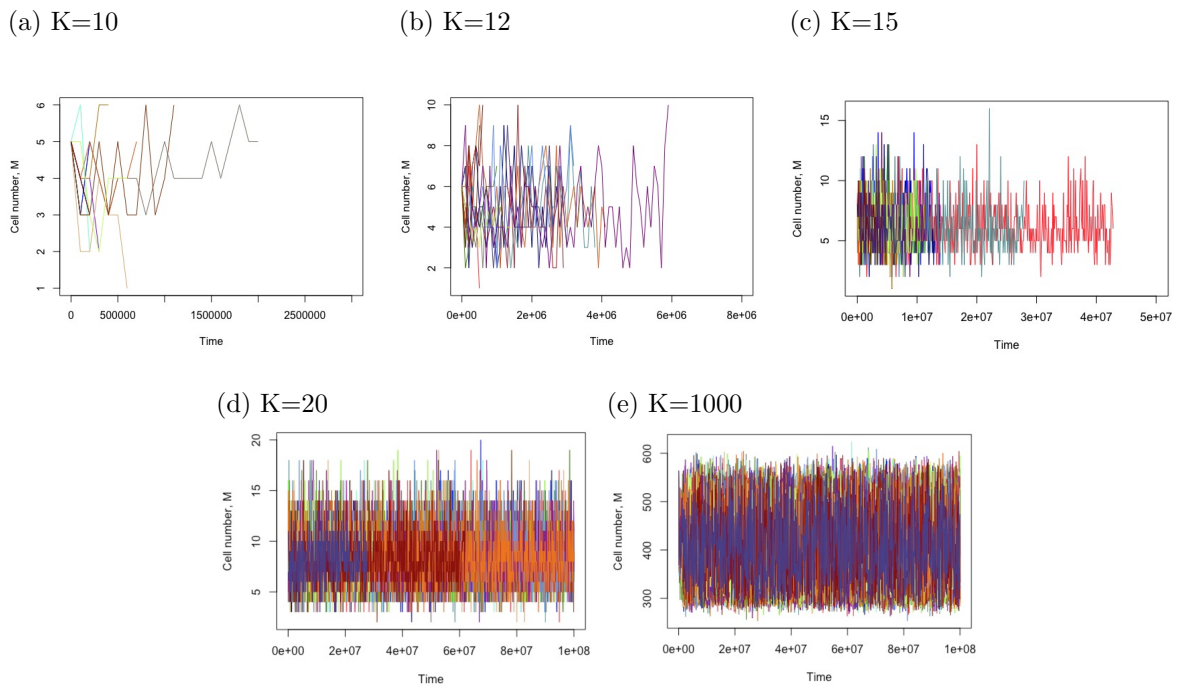 (a) K=10
(b) K=12
(c) K=15
Cell number, M
1 2 3 4 5 6
0 500000 1500000 2500000
Time
Cell number, M
2 4 6 8 10
0e+00 2e+06 4e+06 6e+06 8e+06
Time
Cell number, M
5 10 15
0e+00 1e+07 2e+07 3e+07 4e+07 5e+07
Time
(d) K=20
(e) K=1000
Cell number, M
5 10 15 20
0e+00 2e+07 4e+07 6e+07 8e+07 1e+08
Time
Cell number, M
300 400 500 600
0e+00 2e+07 4e+07 6e+07 8e+07 1e+08
Time